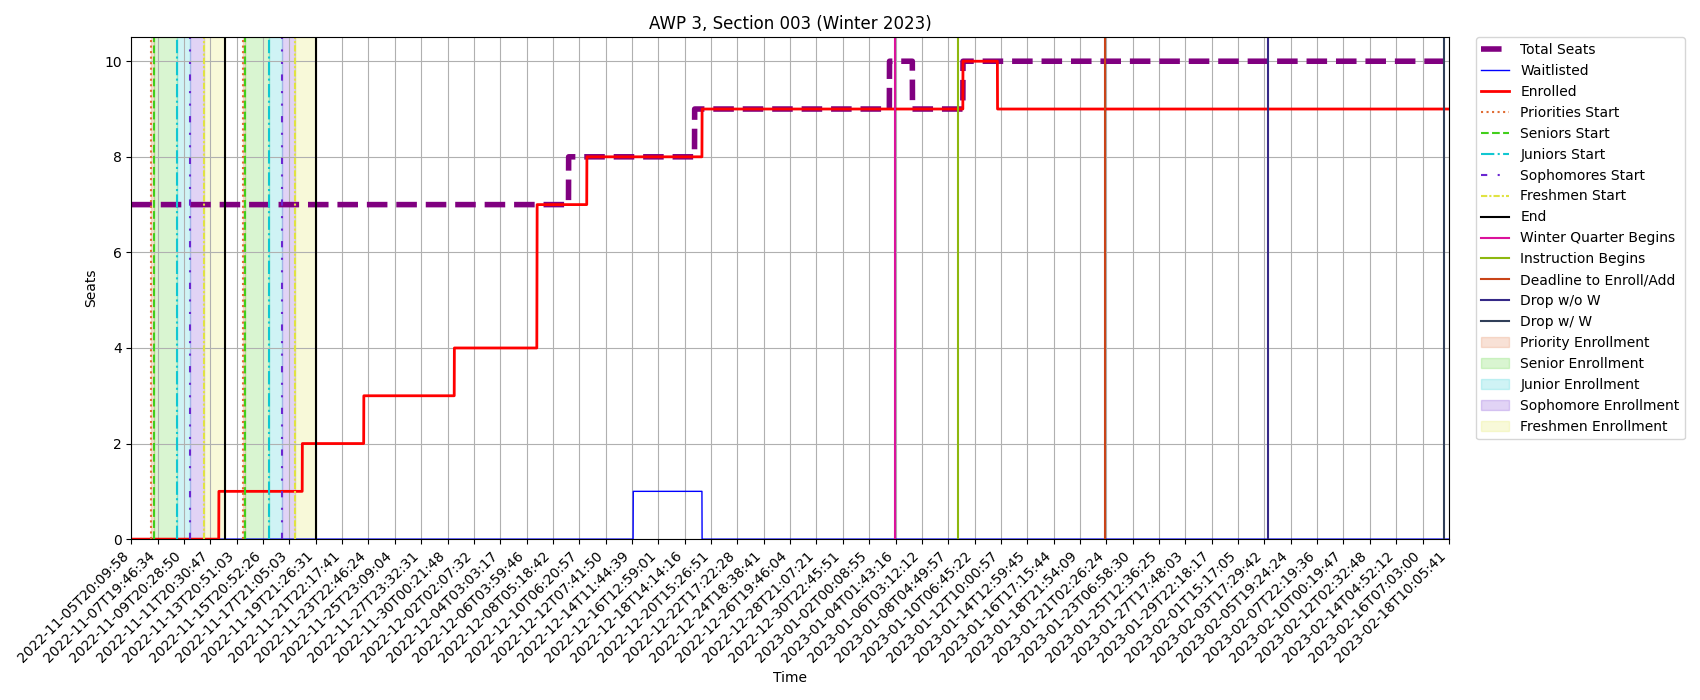 AWP 3, Section 003 (Winter 2023)
10
8
6
4
2
0
Seats
2022-11-05T20:09:58
2022-11-07T19:46:34
2022-11-09T20:28:50
2022-11-11T20:30:47
2022-11-13T20:51:03
2022-11-15T20:52:26
2022-11-17T21:05:03
2022-11-19T21:26:31
2022-11-21T22:17:41
2022-11-23T22:46:24
2022-11-25T23:09:04
2022-11-27T23:32:31
2022-11-30T00:21:48
2022-12-02T02:07:32
2022-12-04T03:03:17
2022-12-06T03:59:46
2022-12-08T05:18:42
2022-12-10T06:20:57
2022-12-12T07:41:50
2022-12-14T11:44:39
2022-12-16T12:59:01
2022-12-18T14:14:16
2022-12-20T15:26:51
2022-12-22T17:22:28
2022-12-24T18:38:41
2022-12-26T19:46:04
2022-12-28T21:07:21
2022-12-30T22:45:51
2023-01-02T00:08:55
2023-01-04T01:43:16
2023-01-06T03:12:12
2023-01-08T04:49:57
2023-01-10T06:45:22
2023-01-12T10:00:57
2023-01-14T12:59:45
2023-01-16T17:15:44
2023-01-18T21:54:09
2023-01-21T02:26:24
2023-01-23T06:58:30
2023-01-25T12:36:25
2023-01-27T17:48:03
2023-01-29T22:18:17
2023-02-01T15:17:05
2023-02-03T17:29:42
2023-02-05T19:24:24
2023-02-07T22:19:36
2023-02-10T00:19:47
2023-02-12T02:32:48
2023-02-14T04:52:12
2023-02-16T07:03:00
2023-02-18T10:05:41
Time
Total Seats
Waitlisted
Enrolled
Priorities Start
Seniors Start
Juniors Start
Sophomores Start
Freshmen Start
End
Winter Quarter Begins
Instruction Begins
Deadline to Enroll/Add
Drop w/o W
Drop w/ W
Priority Enrollment
Senior Enrollment
Junior Enrollment
Sophomore Enrollment
Freshmen Enrollment